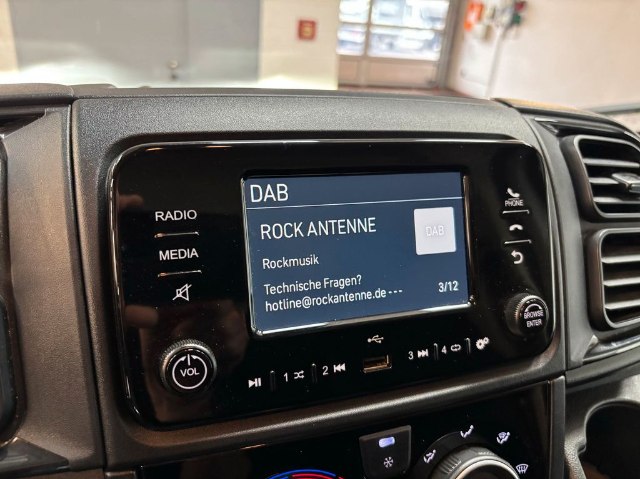 DAB
ROCK ANTENNE
DAB
Rockmusik
Technische Fragen?
hotline@rockantenne.de ---
3/12
RADIO
MEDIA
PHONE
BROWSE
ENTER
VOL
1
2
3
4